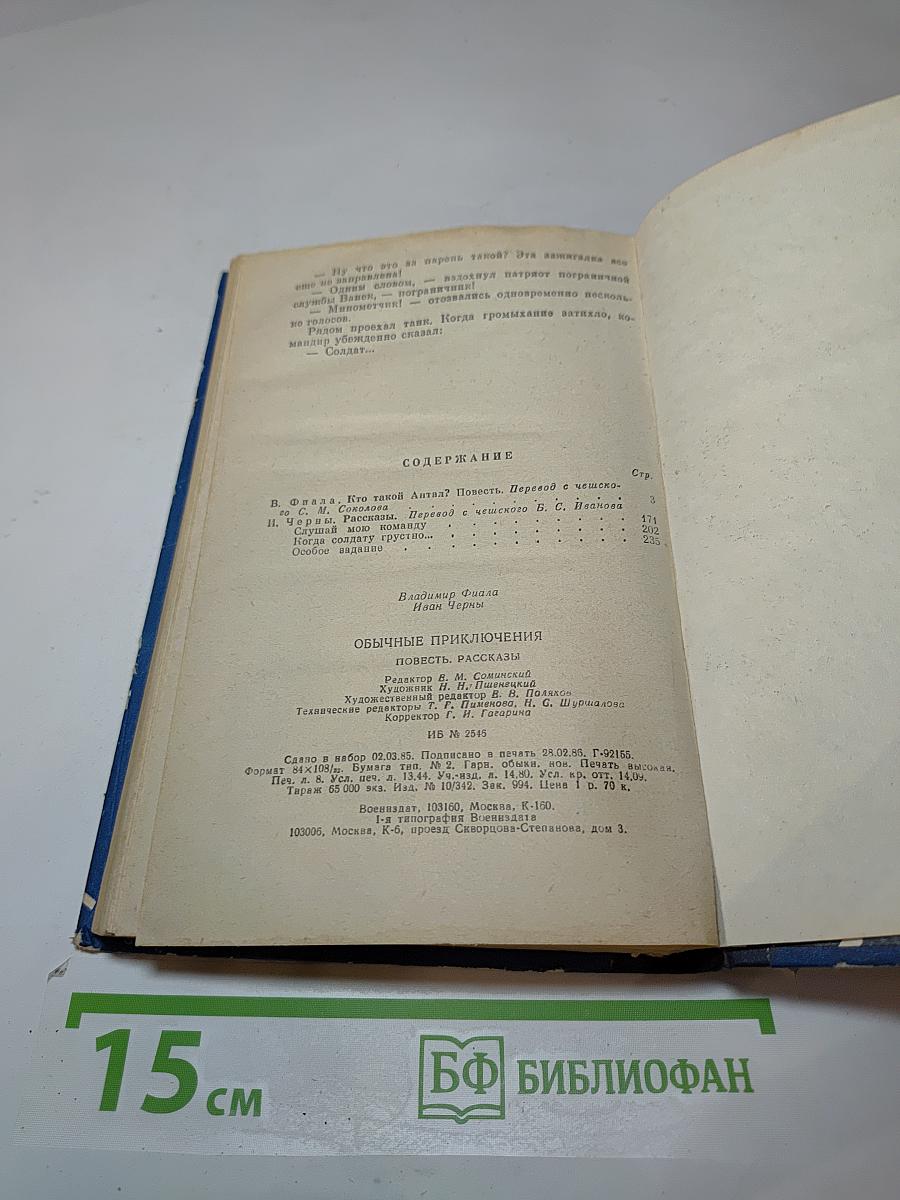 — Ну что это за парень такой? Эта зажигалка все
еще не заправлена!
— Одним словом, — вздохнул патриот пограничной
службы Ванек, — пограничник!
— Минометчик! — отозвались одновременно несколь-
ко голосов.
Рядом проехал танк. Когда громыхание затихло, ко-
мандир убежденно сказал:
— Солдат...
СОДЕРЖАНИЕ
Стр.
В. Фиала. Кто такой Антал? Повесть. Перевод с чешско-
го С. М. Соколова . . . . . . . . . . 3
И. Черны. Рассказы. Перевод с чешского Б. С. Иванова
Слушай мою команду . . . . . . . . . 171
Когда солдату грустно... . . . . . . . . . 202
Особое задание . . . . . . . . . . 235
Владимир Фиала
Иван Черны
ОБЫЧНЫЕ ПРИКЛЮЧЕНИЯ
ПОВЕСТЬ. РАССКАЗЫ
Редактор В. М. Соминский
Художник Н. Н. Пшенецкий
Художественный редактор Е. В. Поляков
Технические редакторы Т. Г. Пименова, Н. С. Шуршалова
Корректор Г. И. Гагарина
ИБ № 2546
Сдано в набор 02.03.85. Подписано в печать 28.02.86. Г-92155.
Формат 84×108/32. Бумага тип. № 2. Гарн. обыкн. нов. Печать высокая.
Печ. л. 8. Усл. печ. л. 13.44. Уч.-изд. л. 14.80. Усл. кр. отт. 14.09.
Тираж 65 000 экз. Изд. № 10/342. Зак. 994. Цена 1 р. 70 к.
Воениздат, 103160, Москва, К-160.
1-я типография Воениздата
103006, Москва, К-6, проезд Скворцова-Степанова, дом 3.
15 см
БФ БИБЛИОФАН